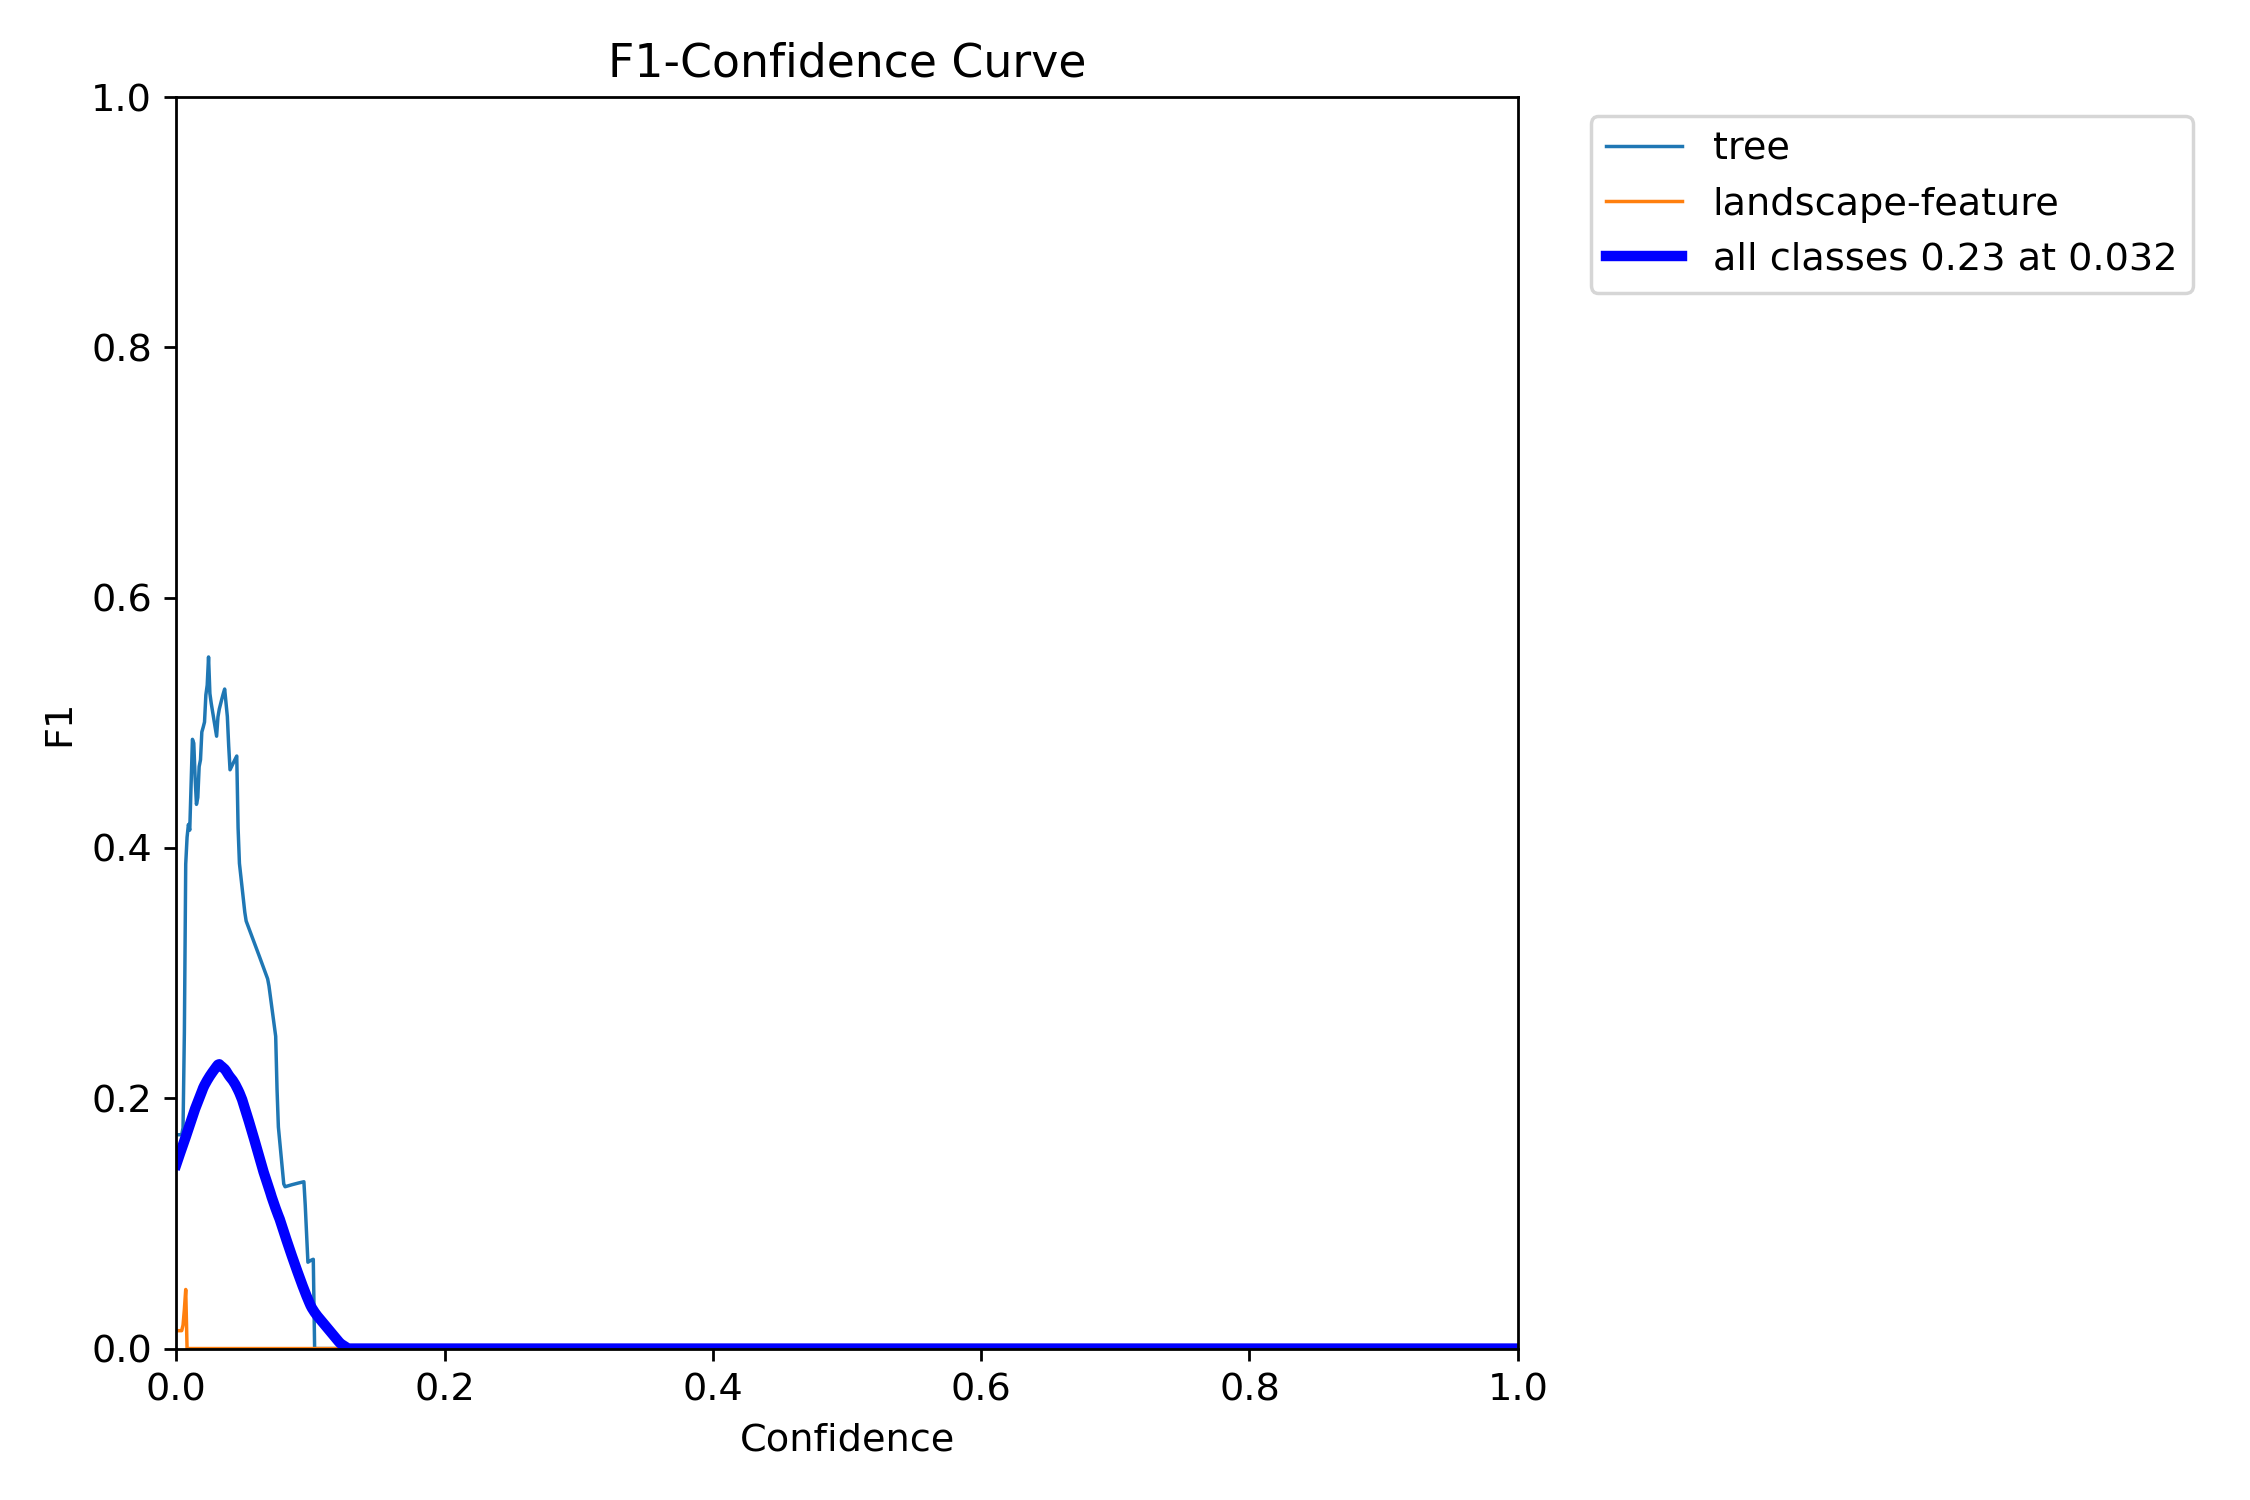 F1-Confidence Curve
1.0
0.8
0.6
0.4
0.2
0.0
F1
0.0 0.2 0.4 0.6 0.8 1.0
Confidence
tree
landscape-feature
all classes 0.23 at 0.032